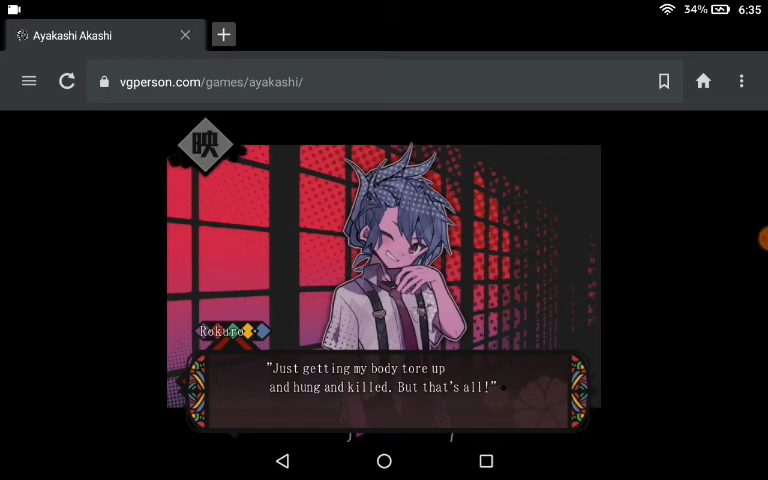 34% 6:35
Ayakashi Akashi
vgperson.com/games/ayakashi/
映
Rokuro
"Just getting my body tore up
and hung and killed. But that's all!"